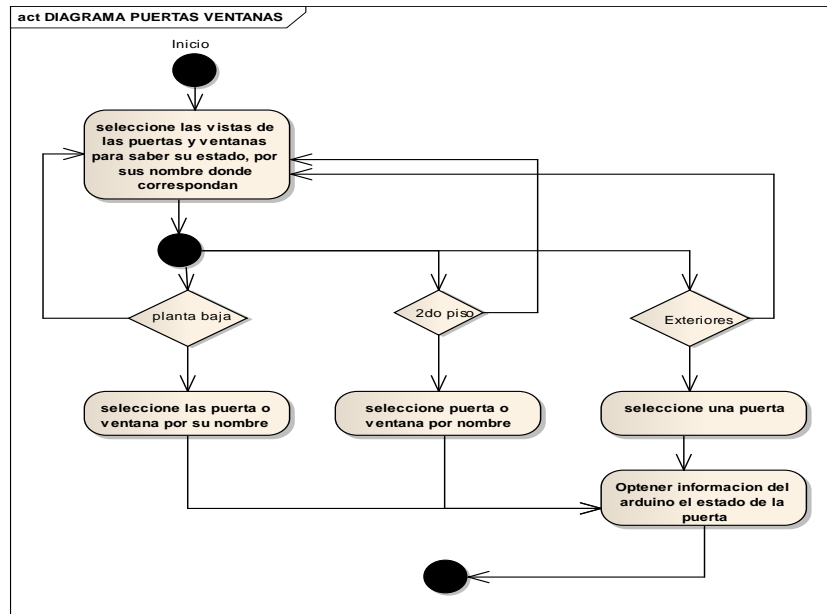 act DIAGRAMA PUERTAS VENTANAS
Inicio
seleccione las vistas de
las puertas y ventanas
para saber su estado, por
sus nombre donde
correspondan
planta baja
2do piso
Exteriores
seleccione las puerta o
ventana por su nombre
seleccione puerta o
ventana por nombre
seleccione una puerta
Optener informacion del
arduino el estado de la
puerta